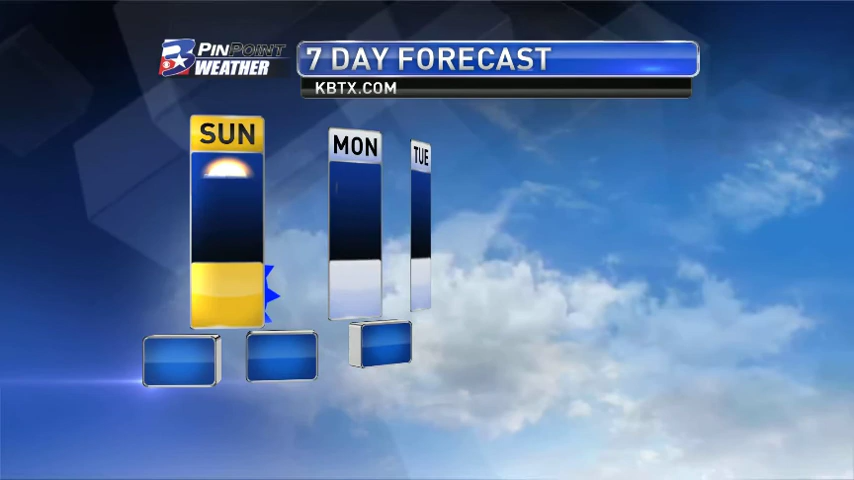 PINPOINT
WEATHER
7 DAY FORECAST
KBTX.COM
SUN
MON
TUE